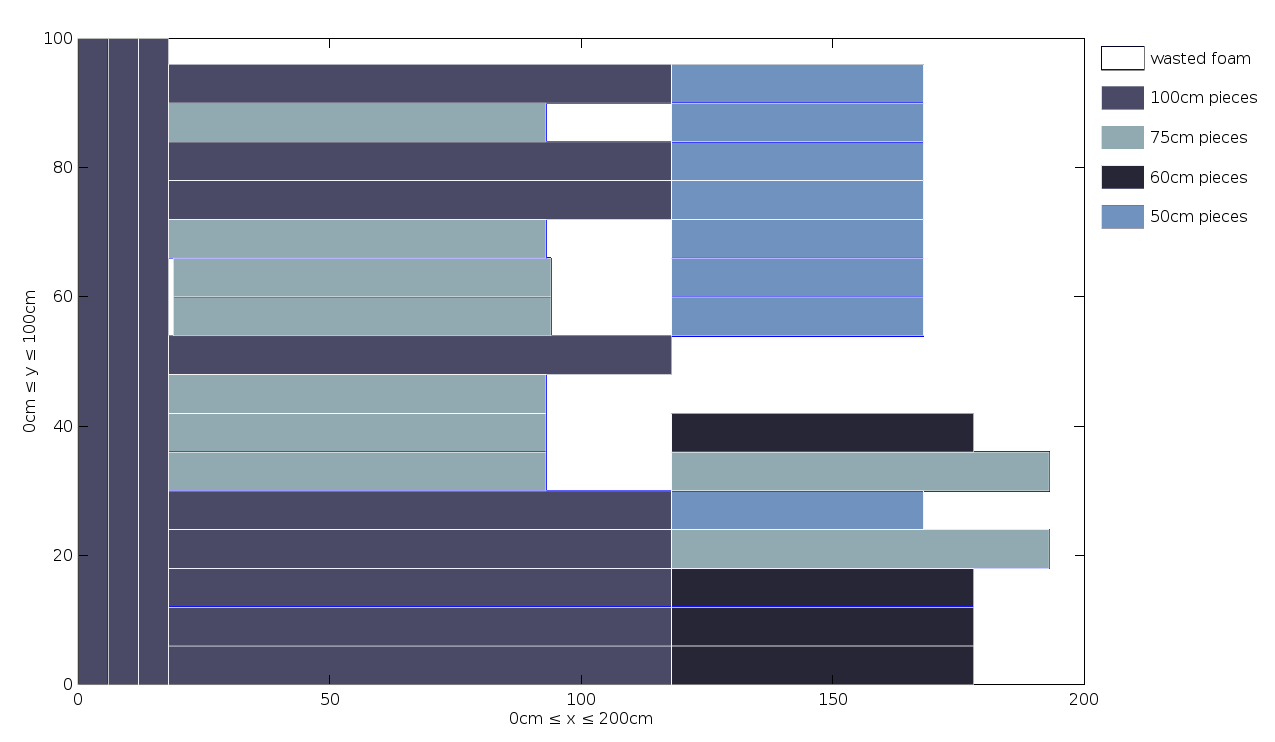 100
80
60
40
20
0
0cm ≤ y ≤ 100cm
0
50
100
150
200
0cm ≤ x ≤ 200cm
wasted foam
100cm pieces
75cm pieces
60cm pieces
50cm pieces